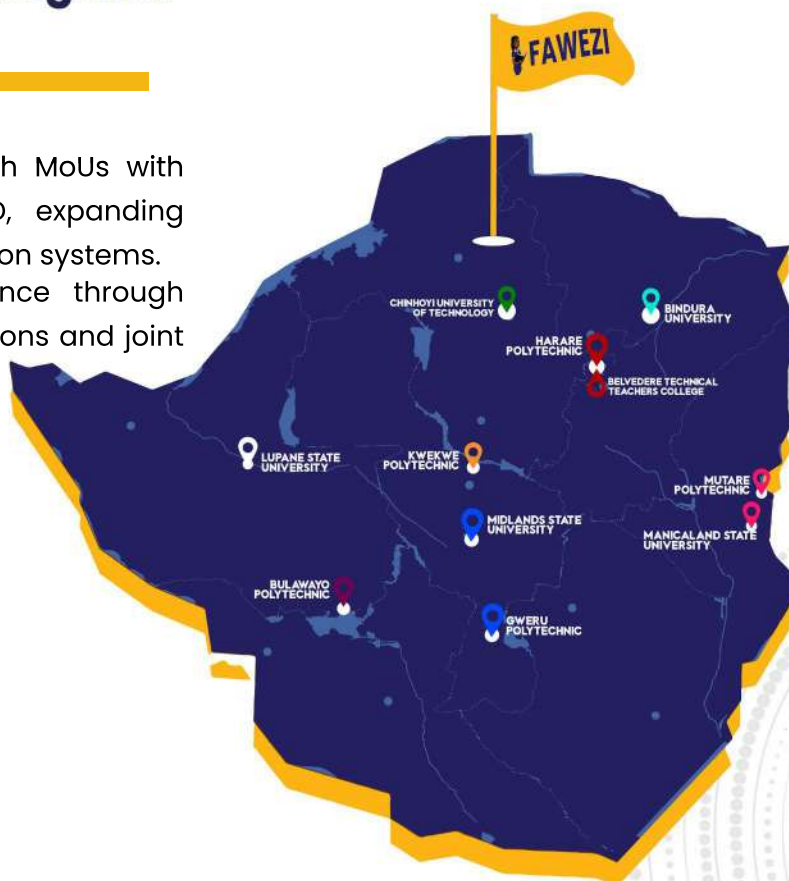 FAWEZI
h MoUs with
, expanding
on systems.
nce through
ons and joint
CHINHOYI UNIVERSITY
OF TECHNOLOGY
BINDURA
UNIVERSITY
HARARE
POLYTECHNIC
BELVEDERE TECHNICAL
TEACHERS COLLEGE
LUPANE STATE
UNIVERSITY
KWEKWE
POLYTECHNIC
MUTARE
POLYTECHNIC
MIDLANDS STATE
UNIVERSITY
MANICALAND STATE
UNIVERSITY
BULAWAYO
POLYTECHNIC
GWERU
POLYTECHNIC